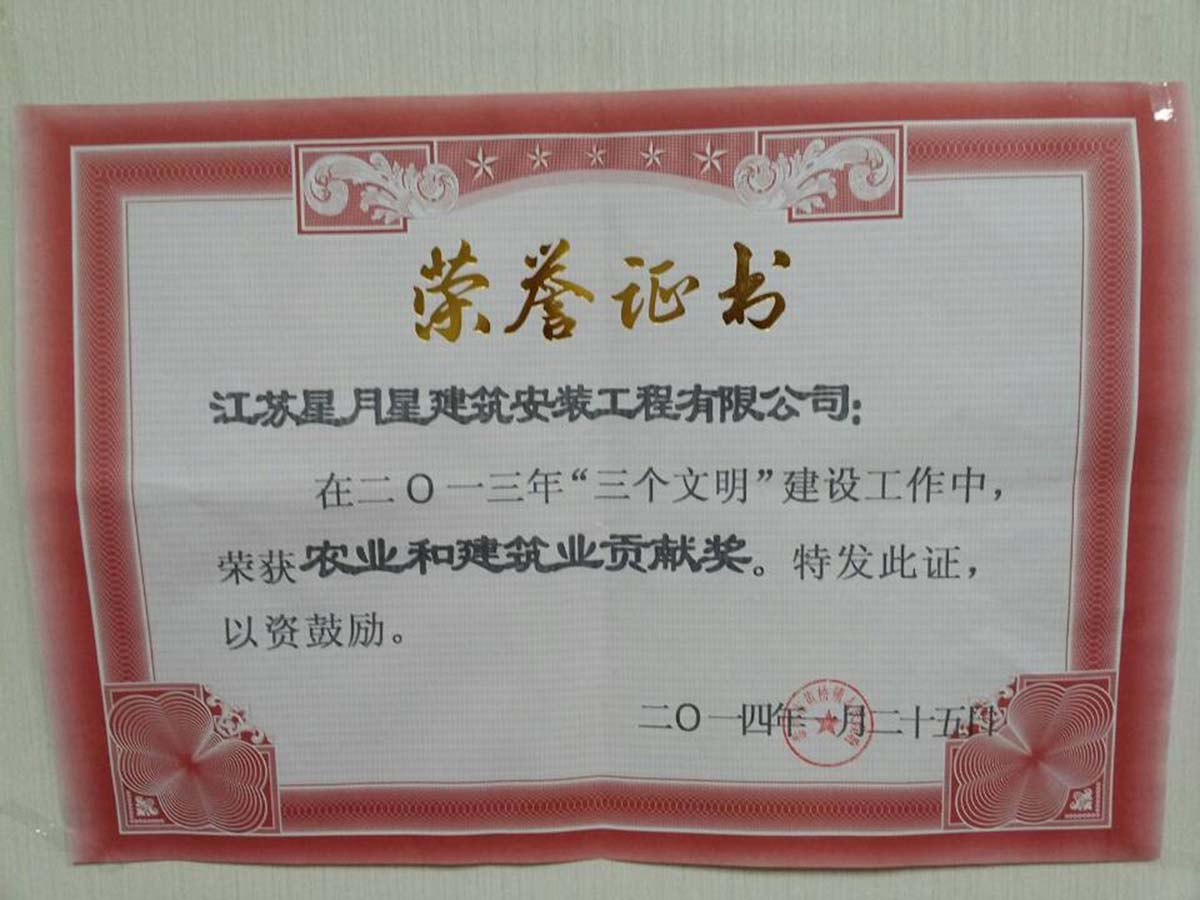 荣誉证书
江苏星月星建筑安装工程有限公司：
在二〇一三年“三个文明”建设工作中，
荣获农业和建筑业贡献奖。特发此证，
以资鼓励。
二〇一四年一月二十五日